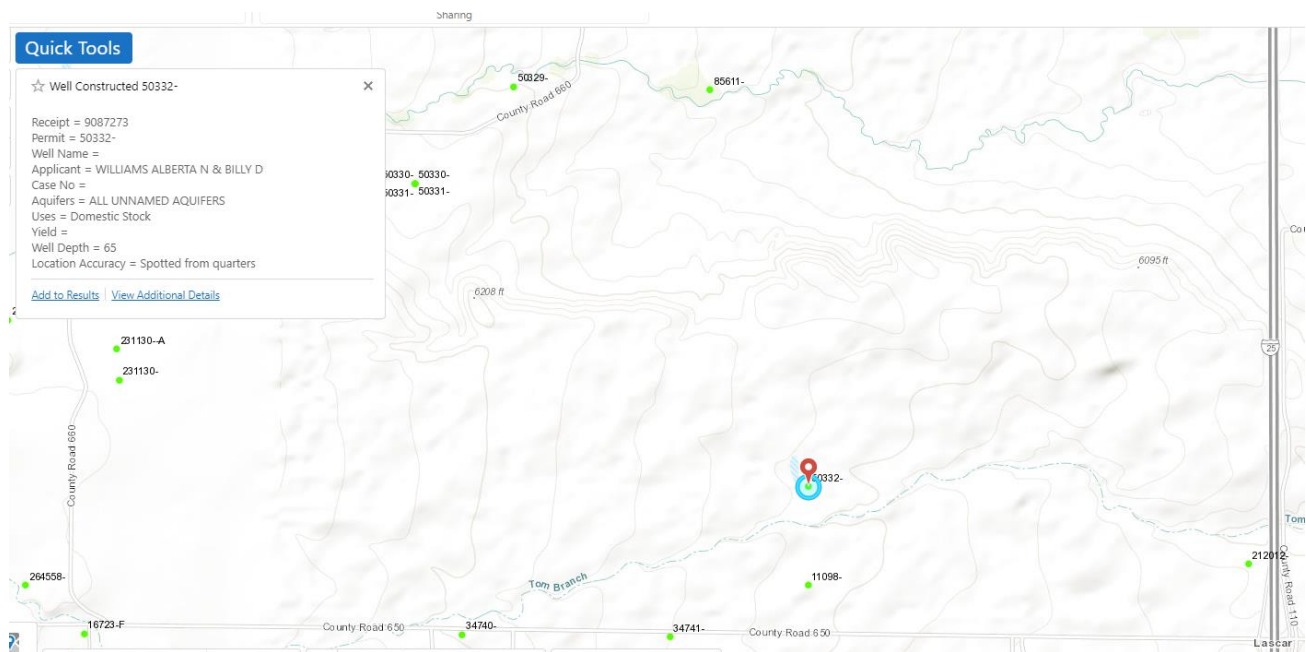 Sharing
Quick Tools
Well Constructed 50332-
Receipt = 9087273
Permit = 50332-
Well Name =
Applicant = WILLIAMS ALBERTA N & BILLY D
Case No =
Aquifers = ALL UNNAMED AQUIFERS
Uses = Domestic Stock
Yield =
Well Depth = 65
Location Accuracy = Spotted from quarters
Add to Results View Additional Details
50329-
85611-
County Road 660
50330- 50330-
50331- 50331-
6095 ft
6208 ft
231130--A
25
231130-
County Road 660
50332-
Tom
212012-
264558-
Tom Branch
11098-
County Road 110
16723-F
County Road 650
34740-
34741-
County Road 650
Lascar